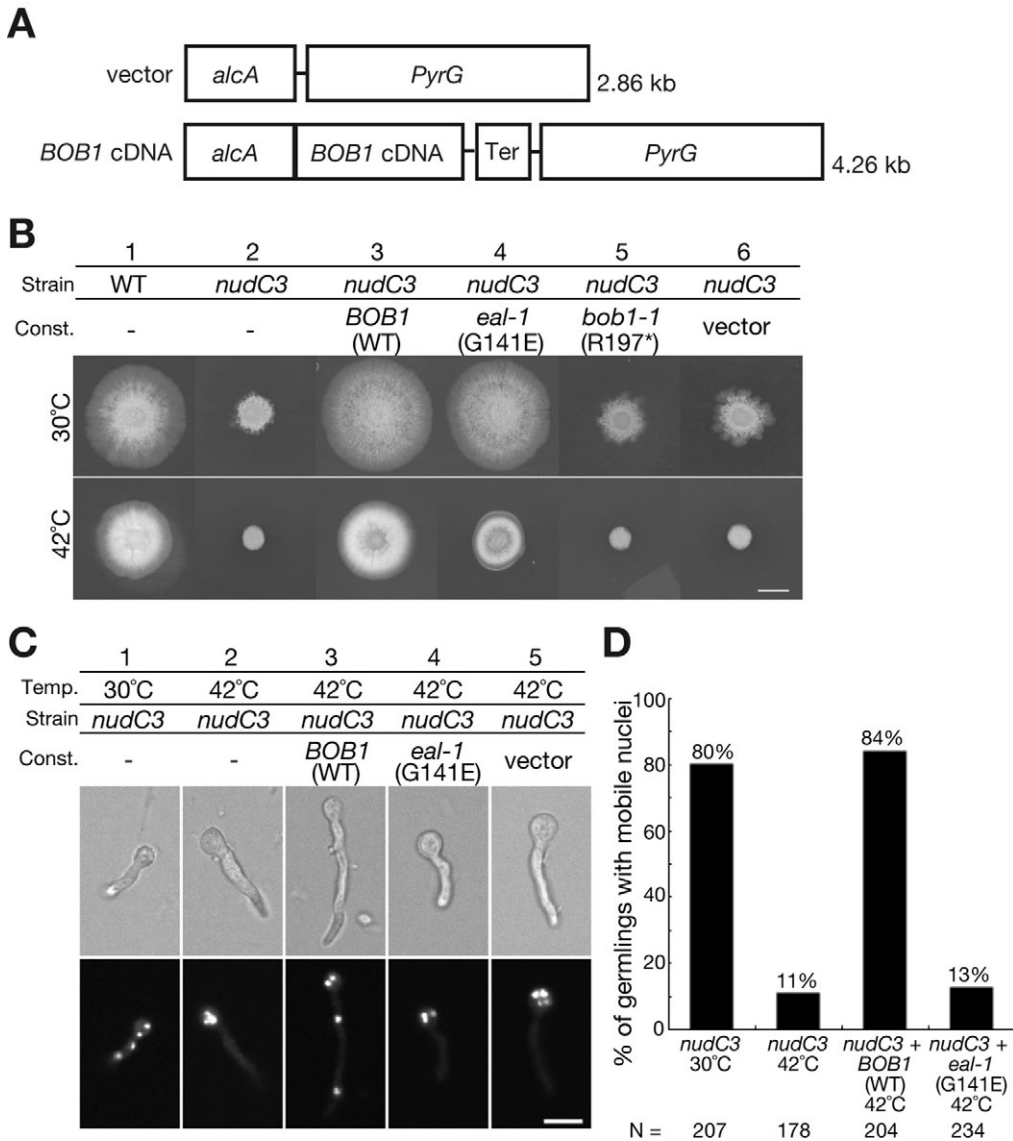 A
vector alcA PyrG 2.86 kb
BOB1 cDNA alcA BOB1 cDNA Ter PyrG 4.26 kb
B
1 2 3 4 5 6
Strain WT nudC3 nudC3 nudC3 nudC3 nudC3
Const. - - BOB1 (WT) eal-1 (G141E) bob1-1 (R197*) vector
30°C
42°C
C
1 2 3 4 5
Temp. 30°C 42°C 42°C 42°C 42°C
Strain nudC3 nudC3 nudC3 nudC3 nudC3
Const. - - BOB1 (WT) eal-1 (G141E) vector
D
% of germlings with mobile nuclei
100
80
60
40
20
0
80%
11%
84%
13%
nudC3 30°C
nudC3 42°C
nudC3 + BOB1 (WT) 42°C
nudC3 + eal-1 (G141E) 42°C
N = 207 178 204 234